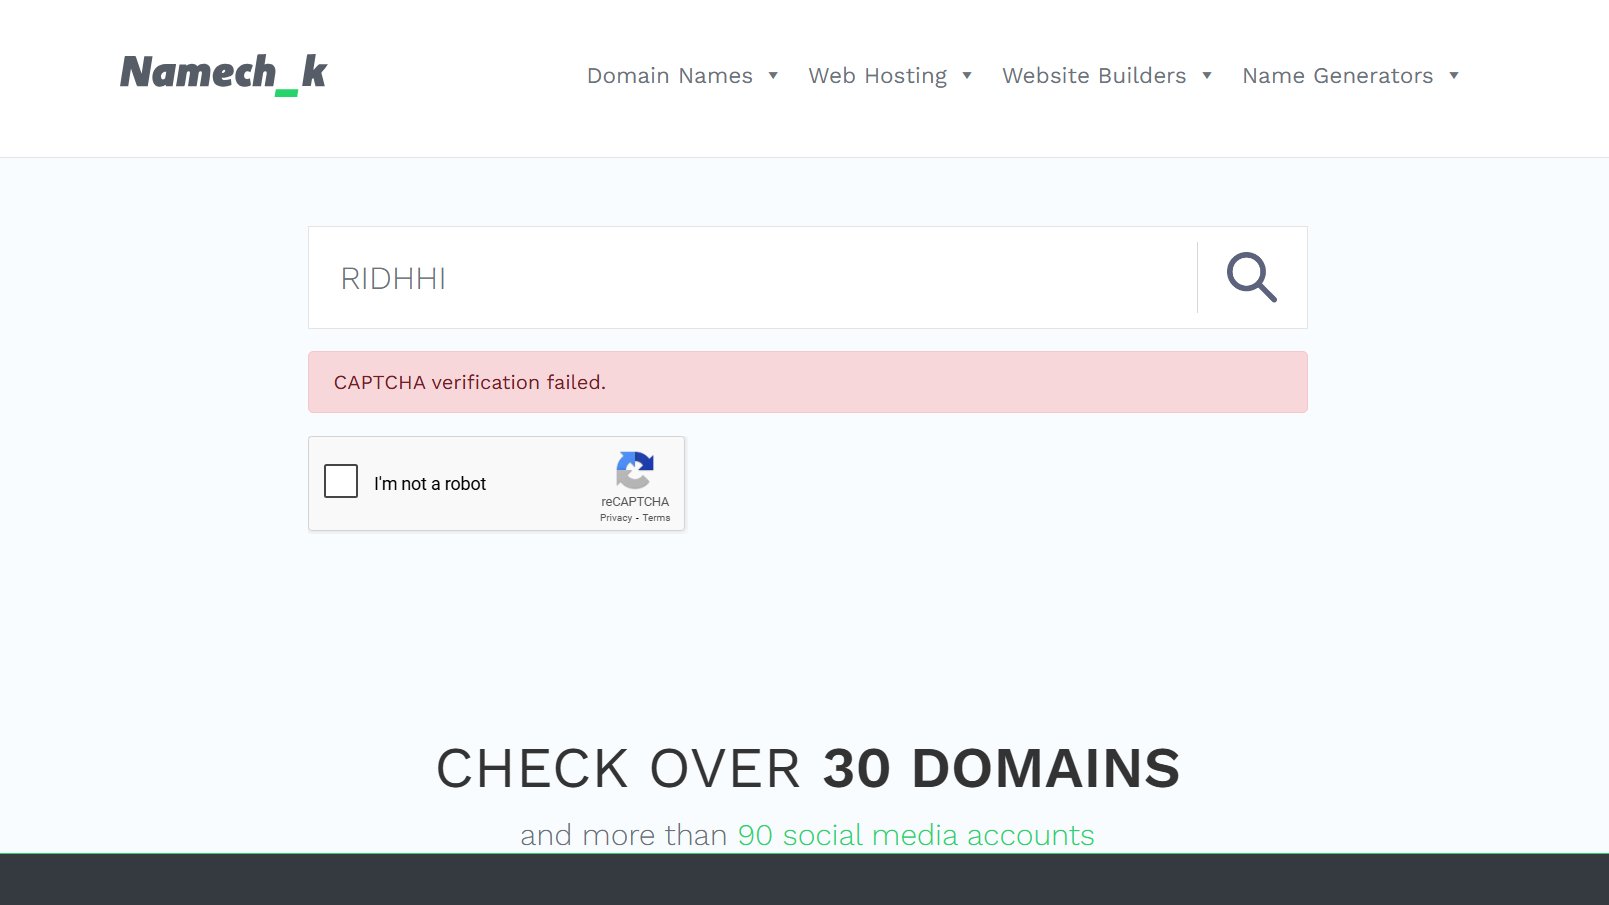 Namech_k
Domain Names Web Hosting Website Builders Name Generators
RIDHHI
CAPTCHA verification failed.
I'm not a robot
reCAPTCHA
Privacy - Terms
CHECK OVER 30 DOMAINS
and more than 90 social media accounts